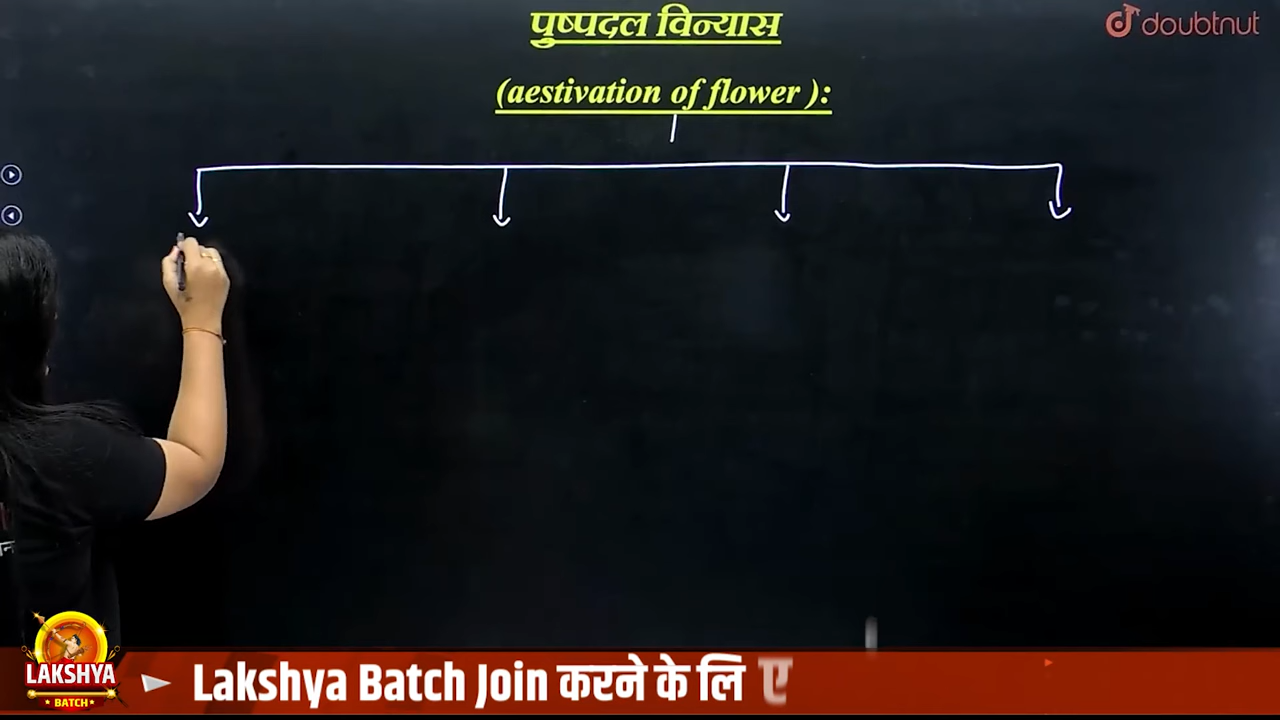 पुष्पदल विन्यास
doubtnut
(aestivation of flower ):
LAKSHYA
BATCH
Lakshya Batch Join करने के लिए